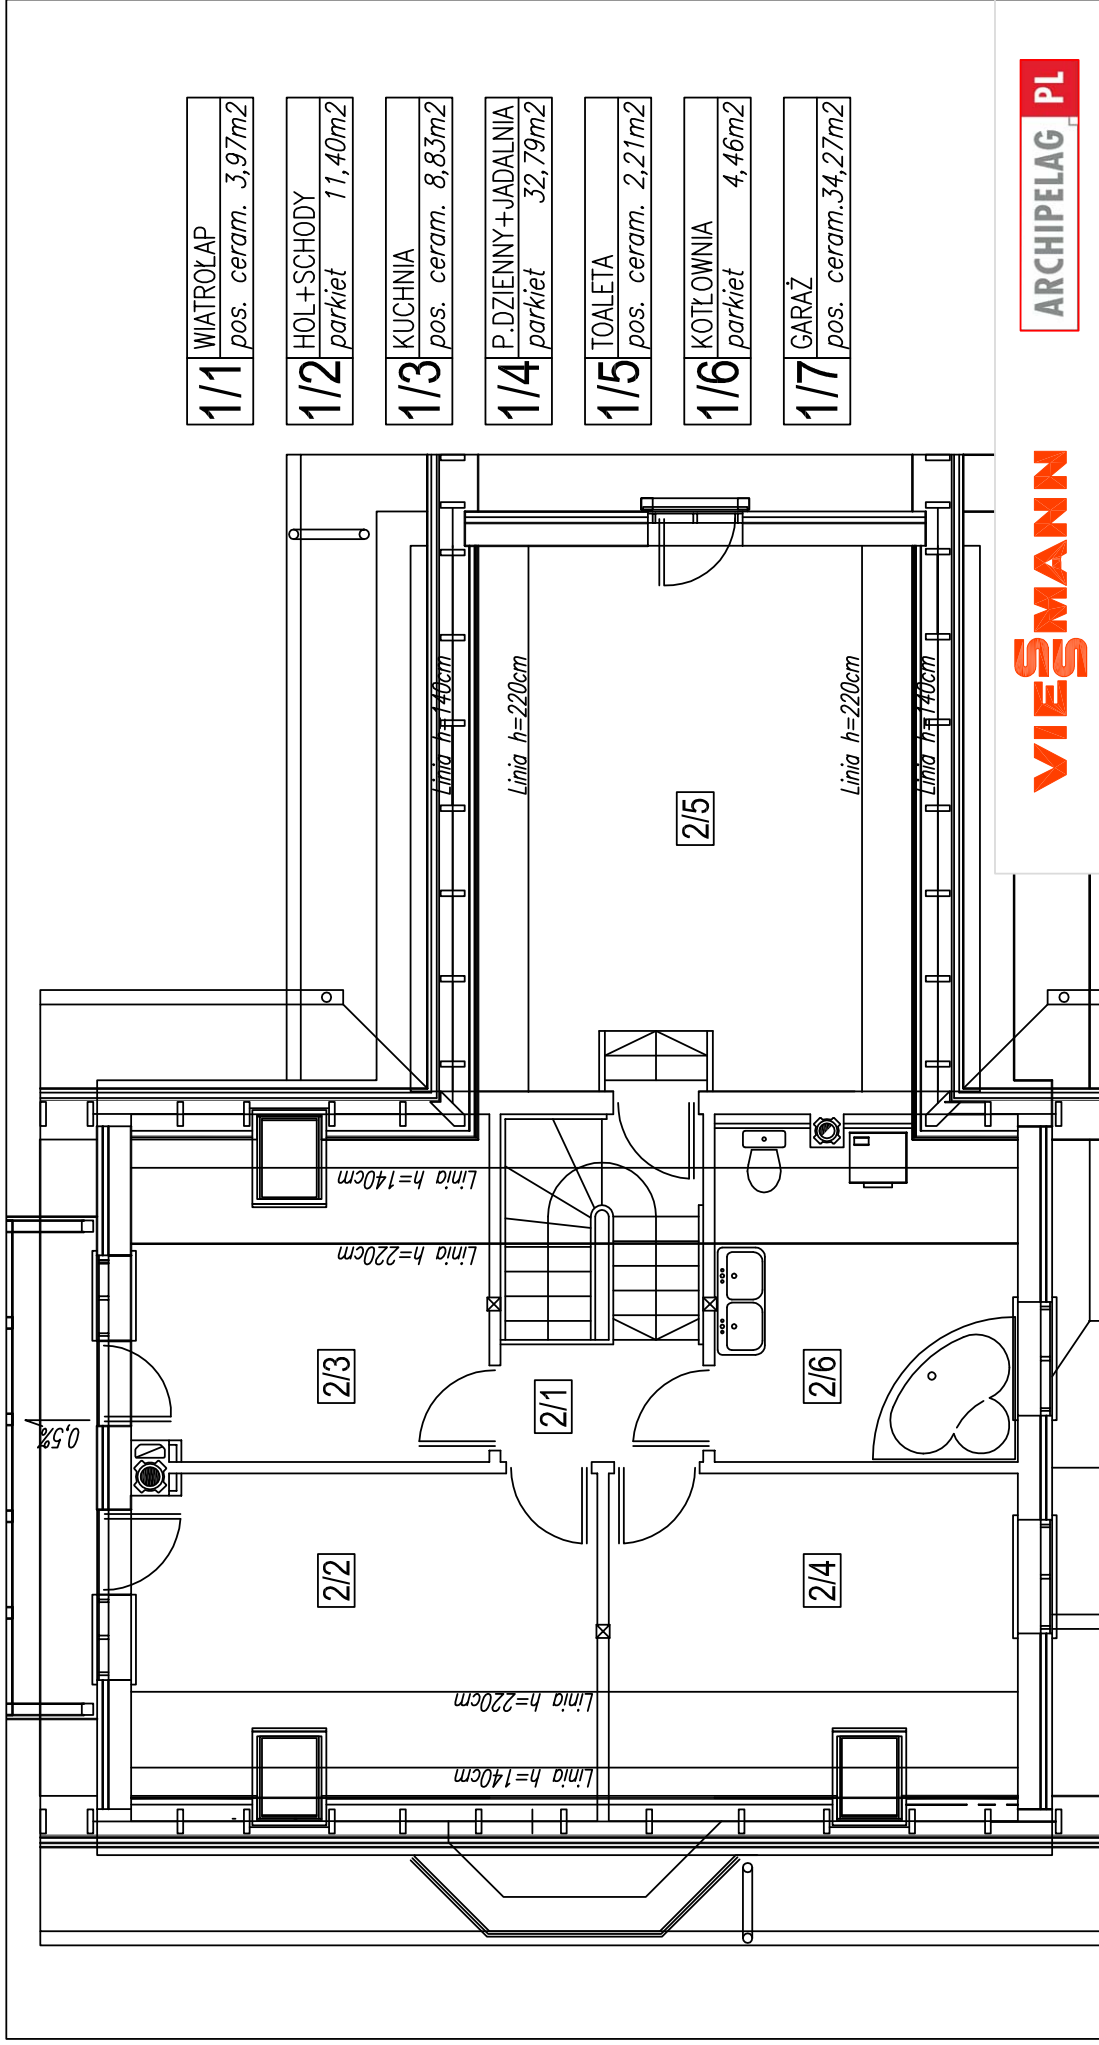 1/1
WIATROŁAP
pos. ceram. 3,97m2
1/2
HOL+SCHODY
parkiet 11,40m2
1/3
KUCHNIA
pos. ceram. 8,83m2
1/4
P.DZIENNY+JADALNIA
parkiet 32,79m2
1/5
TOALETA
pos. ceram. 2,21m2
1/6
KOTŁOWNIA
parkiet 4,46m2
1/7
GARAŻ
pos. ceram.34,27m2
ARCHIPELAG PL
VIESSMANN
Linia h=140cm
Linia h=220cm
Linia h=220cm
Linia h=140cm
2/5
Linia h=140cm
Linia h=220cm
2/3
2/1
2/6
0,5%
2/2
2/4
Linia h=220cm
Linia h=140cm